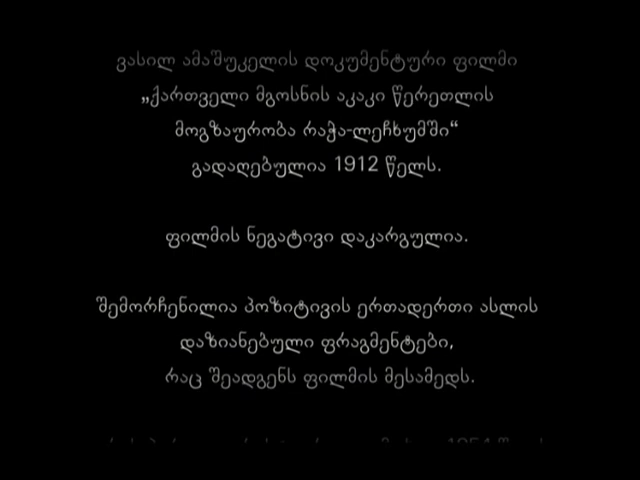 ვასილ ამაშუკელის დოკუმენტური ფილმი
„ქართველი მგოსნის აკაკი წერეთლის
მოგზაურობა რაჭა-ლეჩხუმში“
გადაღებულია 1912 წელს.
ფილმის ნეგატივი დაკარგულია.
შემორჩენილია პოზიტივის ერთადერთი ასლის
დაზიანებული ფრაგმენტები,
რაც შეადგენს ფილმის მესამედს.